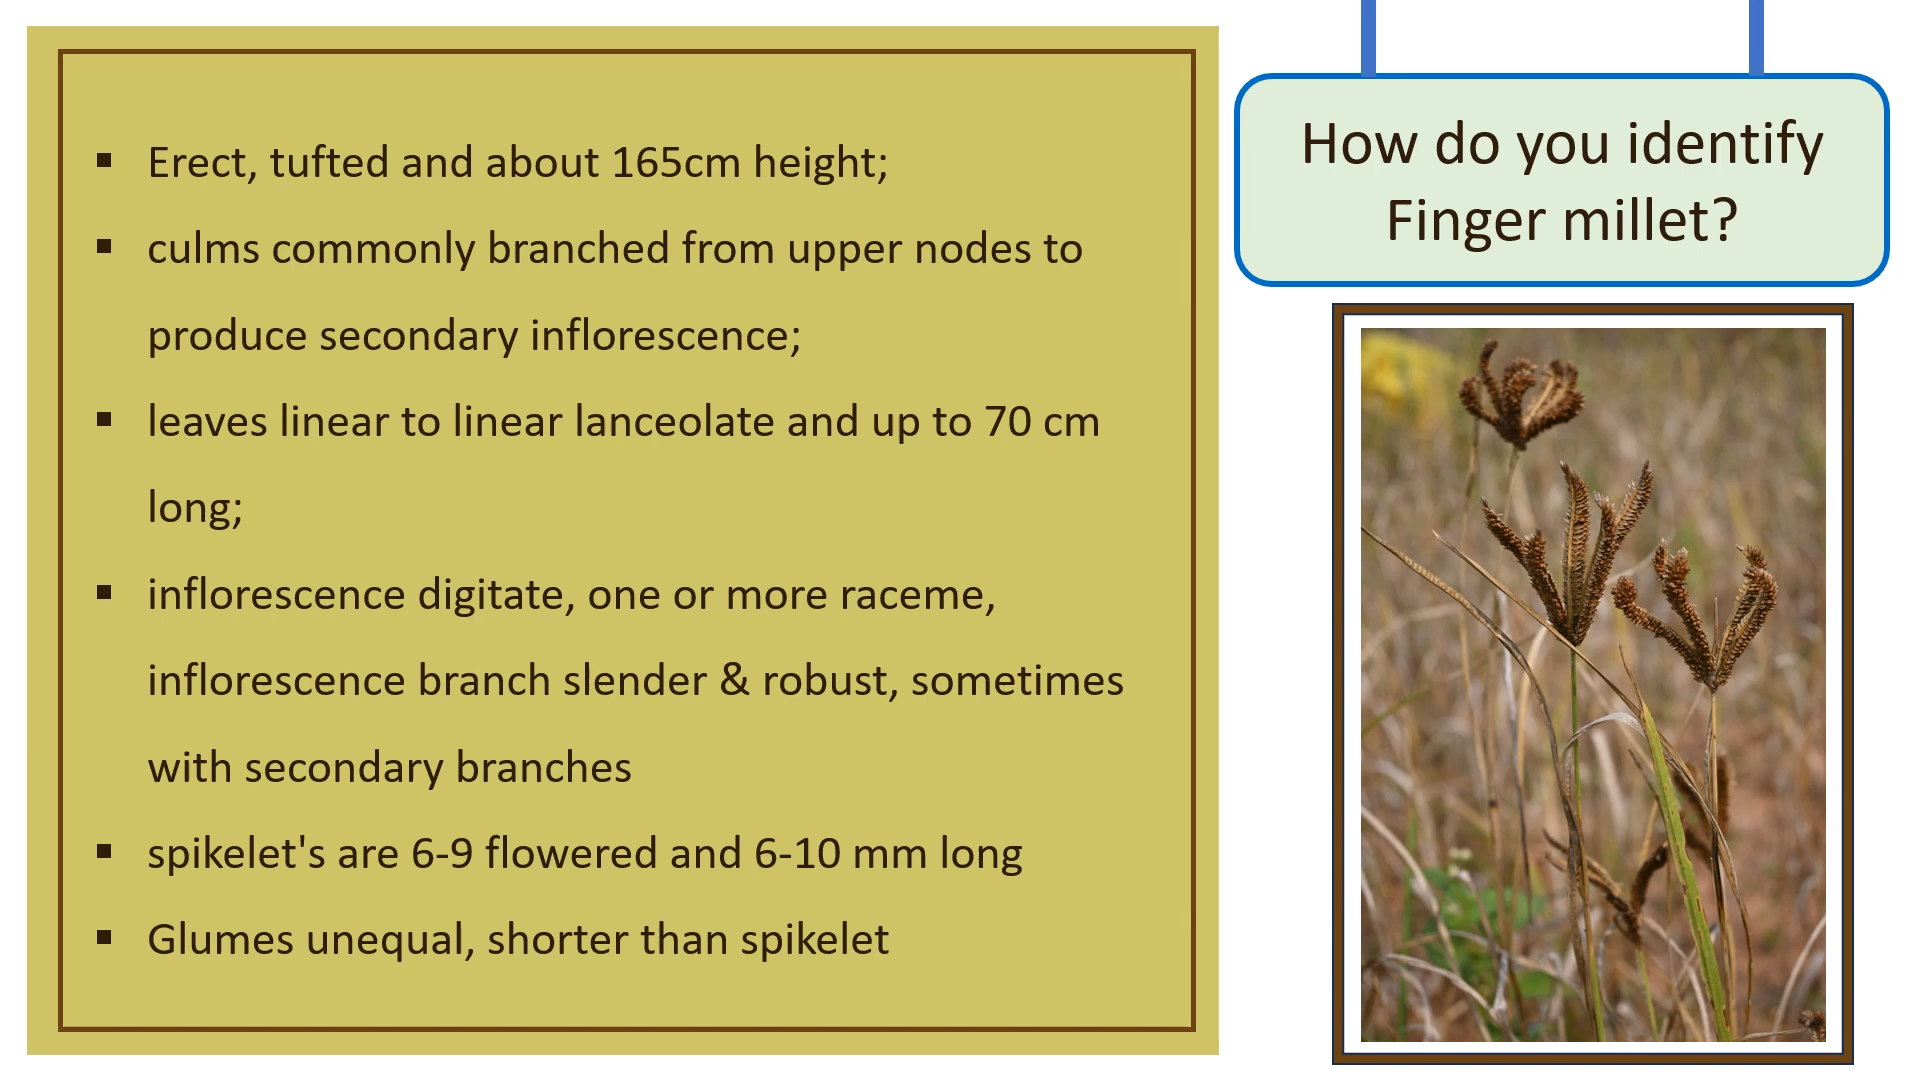 How do you identify
Finger millet?
▪ Erect, tufted and about 165cm height;
▪ culms commonly branched from upper nodes to
produce secondary inflorescence;
▪ leaves linear to linear lanceolate and up to 70 cm
long;
▪ inflorescence digitate, one or more raceme,
inflorescence branch slender & robust, sometimes
with secondary branches
▪ spikelet's are 6-9 flowered and 6-10 mm long
▪ Glumes unequal, shorter than spikelet